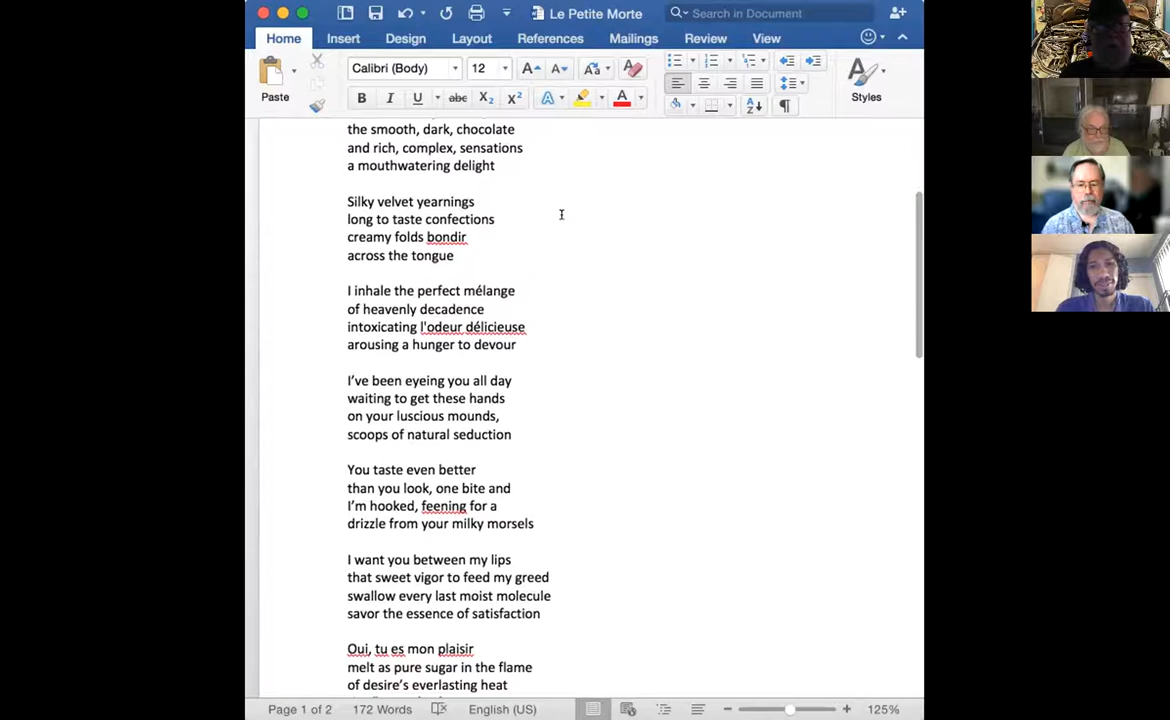 Le Petite Morte
Search in Document
Home
Insert
Design
Layout
References
Mailings
Review
View
Paste
Calibri (Body)
12
A
A
Aa
A
B
I
U
abc
X2
X2
A
A
A
Z
¶
Styles
the smooth, dark, chocolate
and rich, complex, sensations
a mouthwatering delight
Silky velvet yearnings
long to taste confections
creamy folds bondir
across the tongue
I inhale the perfect mélange
of heavenly decadence
intoxicating l'odeur délicieuse
arousing a hunger to devour
I’ve been eyeing you all day
waiting to get these hands
on your luscious mounds,
scoops of natural seduction
You taste even better
than you look, one bite and
I’m hooked, feening for a
drizzle from your milky morsels
I want you between my lips
that sweet vigor to feed my greed
swallow every last moist molecule
savor the essence of satisfaction
Oui, tu es mon plaisir
melt as pure sugar in the flame
of desire’s everlasting heat
Page 1 of 2
172 Words
English (US)
125%